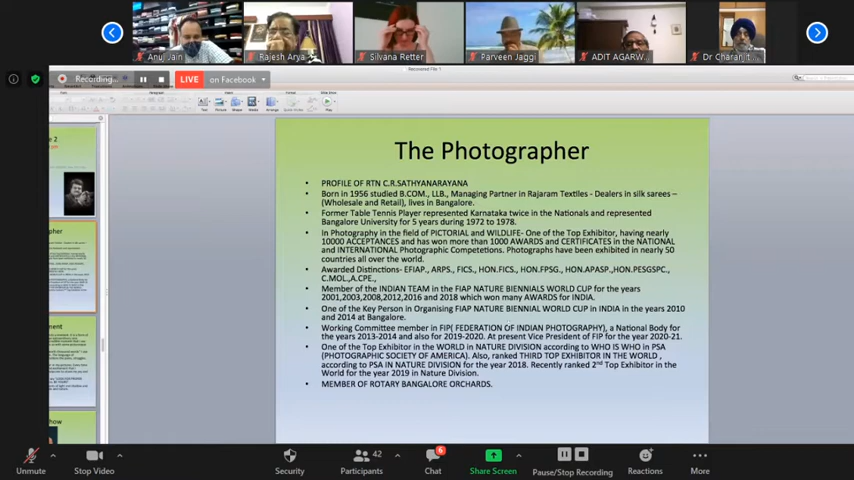 Anuj Jain
Rajesh Arya
Silvana Retter
Parveen Jaggi
ADIT AGARW...
Dr Charanjit...
Recording...
LIVE
on Facebook
The Photographer
• PROFILE OF RTN C.R.SATHYANARAYANA
• Born in 1956 studied B.COM., LLB., Managing Partner in Rajaram Textiles - Dealers in silk sarees –
(Wholesale and Retail), lives in Bangalore.
• Former Table Tennis Player represented Karnataka twice in the Nationals and represented
Bangalore University for 5 years during 1972 to 1978.
• In Photography in the field of PICTORIAL and WILDLIFE- One of the Top Exhibitor, having nearly
10000 ACCEPTANCES and has won more than 1000 AWARDS and CERTIFICATES in the NATIONAL
and INTERNATIONAL Photographic Competetions. Photographs have been exhibited in nearly 50
countries all over the world.
• Awarded Distinctions- EFIAP., ARPS., FICS., HON.FICS., HON.FPSG., HON.APASP.,HON.PESGSPC.,
C.MOL.,A.CPE.,
• Member of the INDIAN TEAM in the FIAP NATURE BIENNIALS WORLD CUP for the years
2001,2003,2008,2012,2016 and 2018 which won many AWARDS for INDIA.
• One of the Key Person in Organising FIAP NATURE BIENNIAL WORLD CUP in INDIA in the years 2010
and 2014 at Bangalore.
• Working Committee member in FIP( FEDERATION OF INDIAN PHOTOGRAPHY), a National Body for
the years 2013-2014 and also for 2019-2020. At present Vice President of FIP for the year 2020-21.
• One of the Top Exhibitor in the WORLD in NATURE DIVISION according to WHO IS WHO in PSA
(PHOTOGRAPHIC SOCIETY OF AMERICA). Also, ranked THIRD TOP EXHIBITOR IN THE WORLD ,
according to PSA IN NATURE DIVISION for the year 2018. Recently ranked 2nd Top Exhibitor in the
World for the year 2019 in Nature Division.
• MEMBER OF ROTARY BANGALORE ORCHARDS.
Unmute
Stop Video
Security
Participants
42
Chat
6
Share Screen
Pause/Stop Recording
Reactions
More